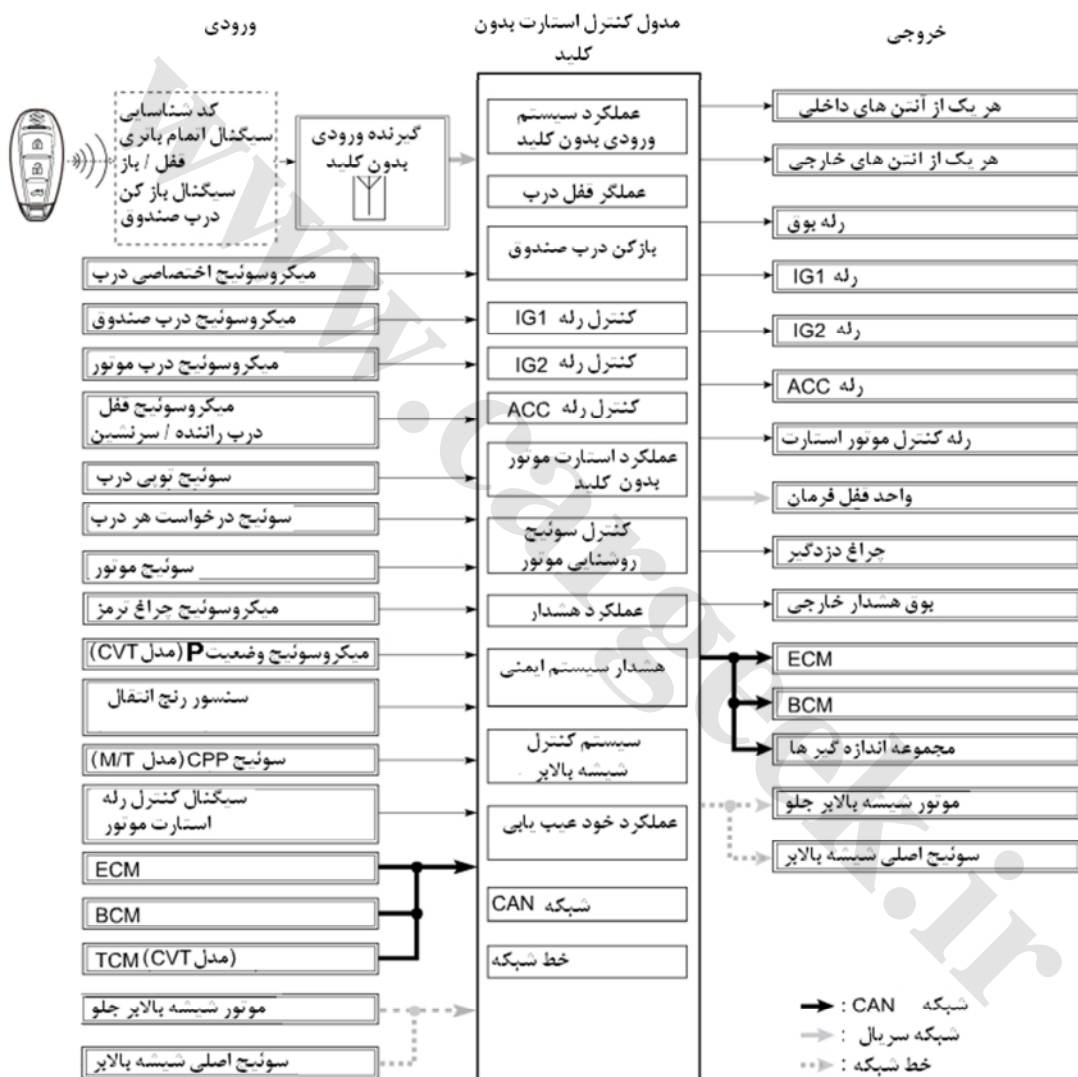 ورودی
مدول کنترل استارت بدون
کلید
خروجی
کد شناسایی
سیگنال اتمام باتری
قفل / باز
سیگنال باز کن
درب صندوق
گیرنده ورودی
بدون کلید
میکروسوئیچ اختصاصی درب
میکروسوئیچ درب صندوق
میکروسوئیچ درب موتور
میکروسوئیچ قفل
درب راننده / سرنشین
سوئیچ توپی درب
سوئیچ درخواست هر درب
سوئیچ موتور
میکروسوئیچ چراغ ترمز
میکروسوئیچ وضعیت P (مدل CVT)
سنسور رنج انتقال
سوئیچ CPP (مدل M/T)
سیگنال کنترل رله
استارت موتور
ECM
BCM
TCM (مدل CVT)
موتور شیشه بالابر جلو
سوئیچ اصلی شیشه بالابر
عملکرد سیستم
ورودی بدون کلید
عملگر قفل درب
بازکن درب صندوق
کنترل رله IG1
کنترل رله IG2
کنترل رله ACC
عملکرد استارت موتور
بدون کلید
کنترل سوئیچ
روشنایی موتور
عملکرد هشدار
هشدار سیستم ایمنی
سیستم کنترل
شیشه بالابر
عملکرد خود عیب یابی
شبکه CAN
خط شبکه
هر یک از آنتن های داخلی
هر یک از انتن های خارجی
رله بوق
رله IG1
رله IG2
رله ACC
رله کنترل موتور استارت
واحد قفل فرمان
چراغ دزدگیر
بوق هشدار خارجی
ECM
BCM
مجموعه اندازه گیر ها
موتور شیشه بالابر جلو
سوئیچ اصلی شیشه بالابر
شبکه CAN :
شبکه سریال :
خط شبکه :
www.cargeek.ir